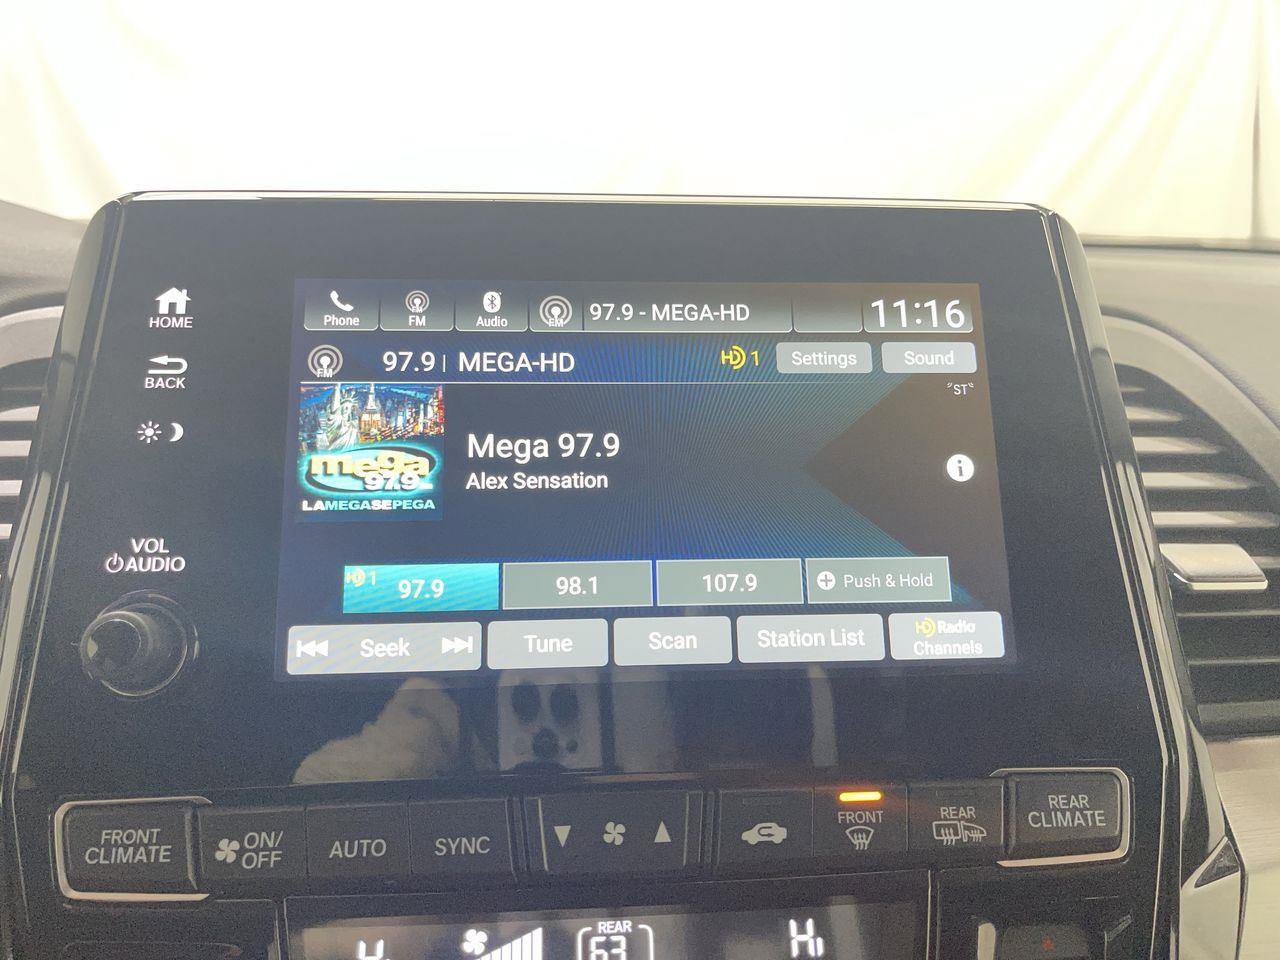 HOME
BACK
VOL
AUDIO
Phone
FM
Audio
FM
97.9 - MEGA-HD
11:16
FM
97.9 | MEGA-HD
HD 1
Settings
Sound
"ST"
mega
97.9
LAMEGASEPEGA
Mega 97.9
Alex Sensation
i
HD 1
97.9
98.1
107.9
Push & Hold
Seek
Tune
Scan
Station List
HD Radio
Channels
FRONT
CLIMATE
ON/
OFF
AUTO
SYNC
FRONT
REAR
REAR
CLIMATE
REAR
63
Hi